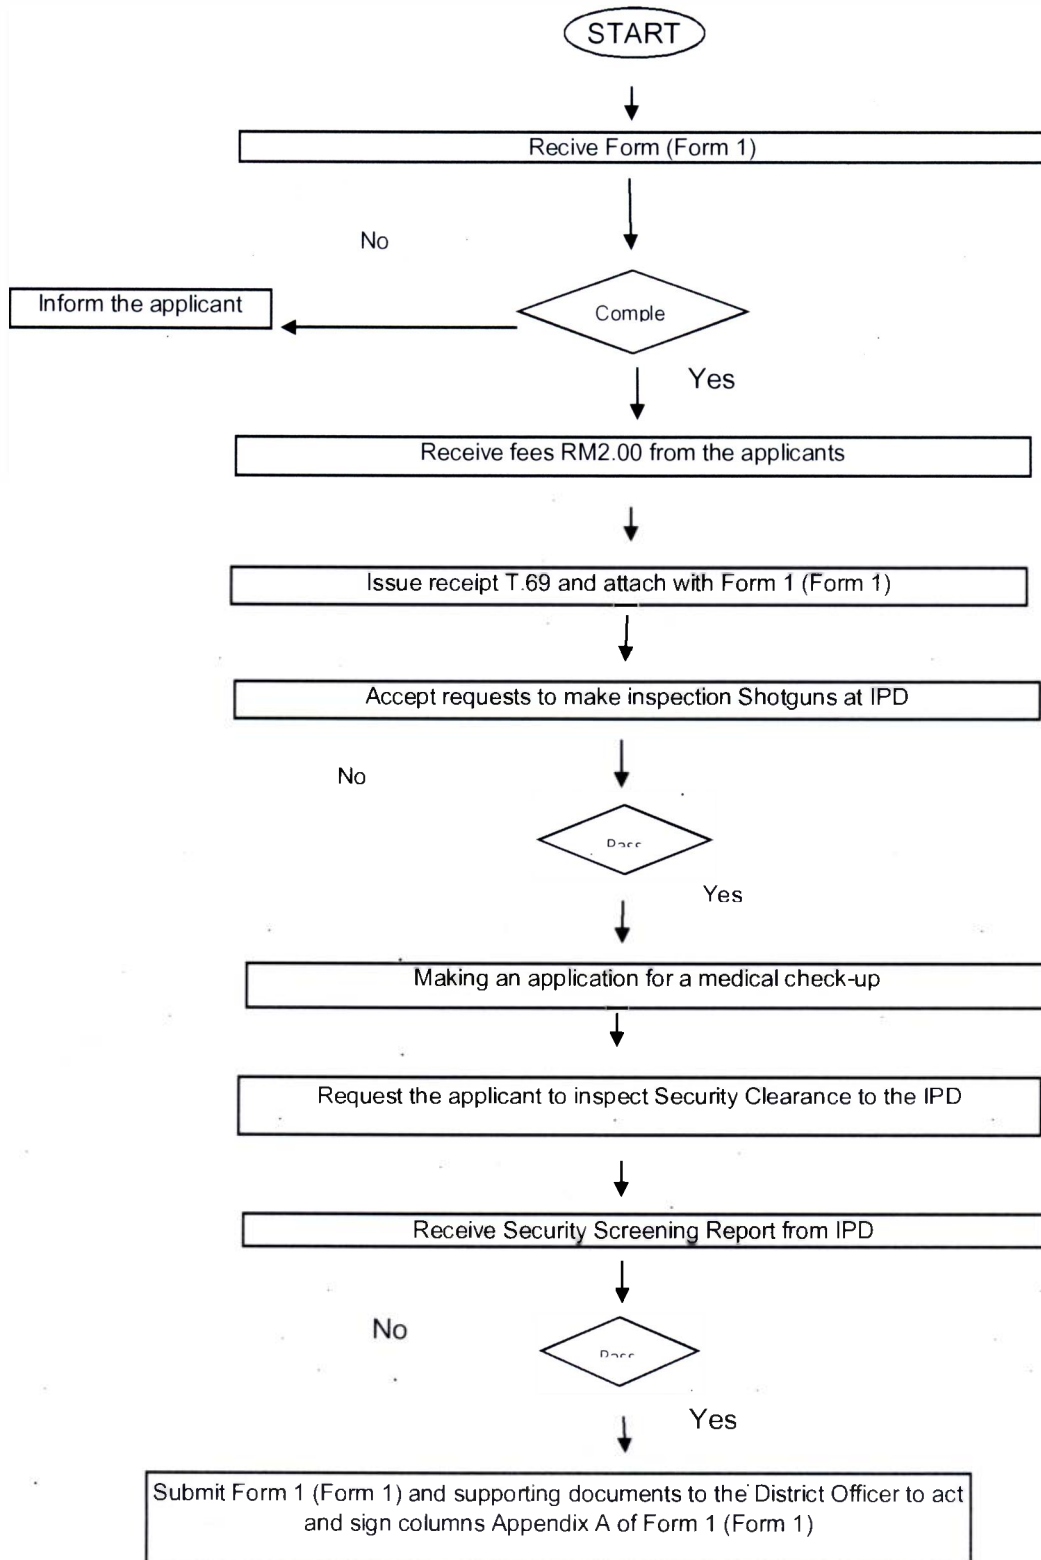 START
Recive Form (Form 1)
No
Inform the applicant
Comple
Yes
Receive fees RM2.00 from the applicants
Issue receipt T.69 and attach with Form 1 (Form 1)
Accept requests to make inspection Shotguns at IPD
No
Yes
Making an application for a medical check-up
Request the applicant to inspect Security Clearance to the IPD
Receive Security Screening Report from IPD
No
Yes
Submit Form 1 (Form 1) and supporting documents to the District Officer to act
and sign columns Appendix A of Form 1 (Form 1)